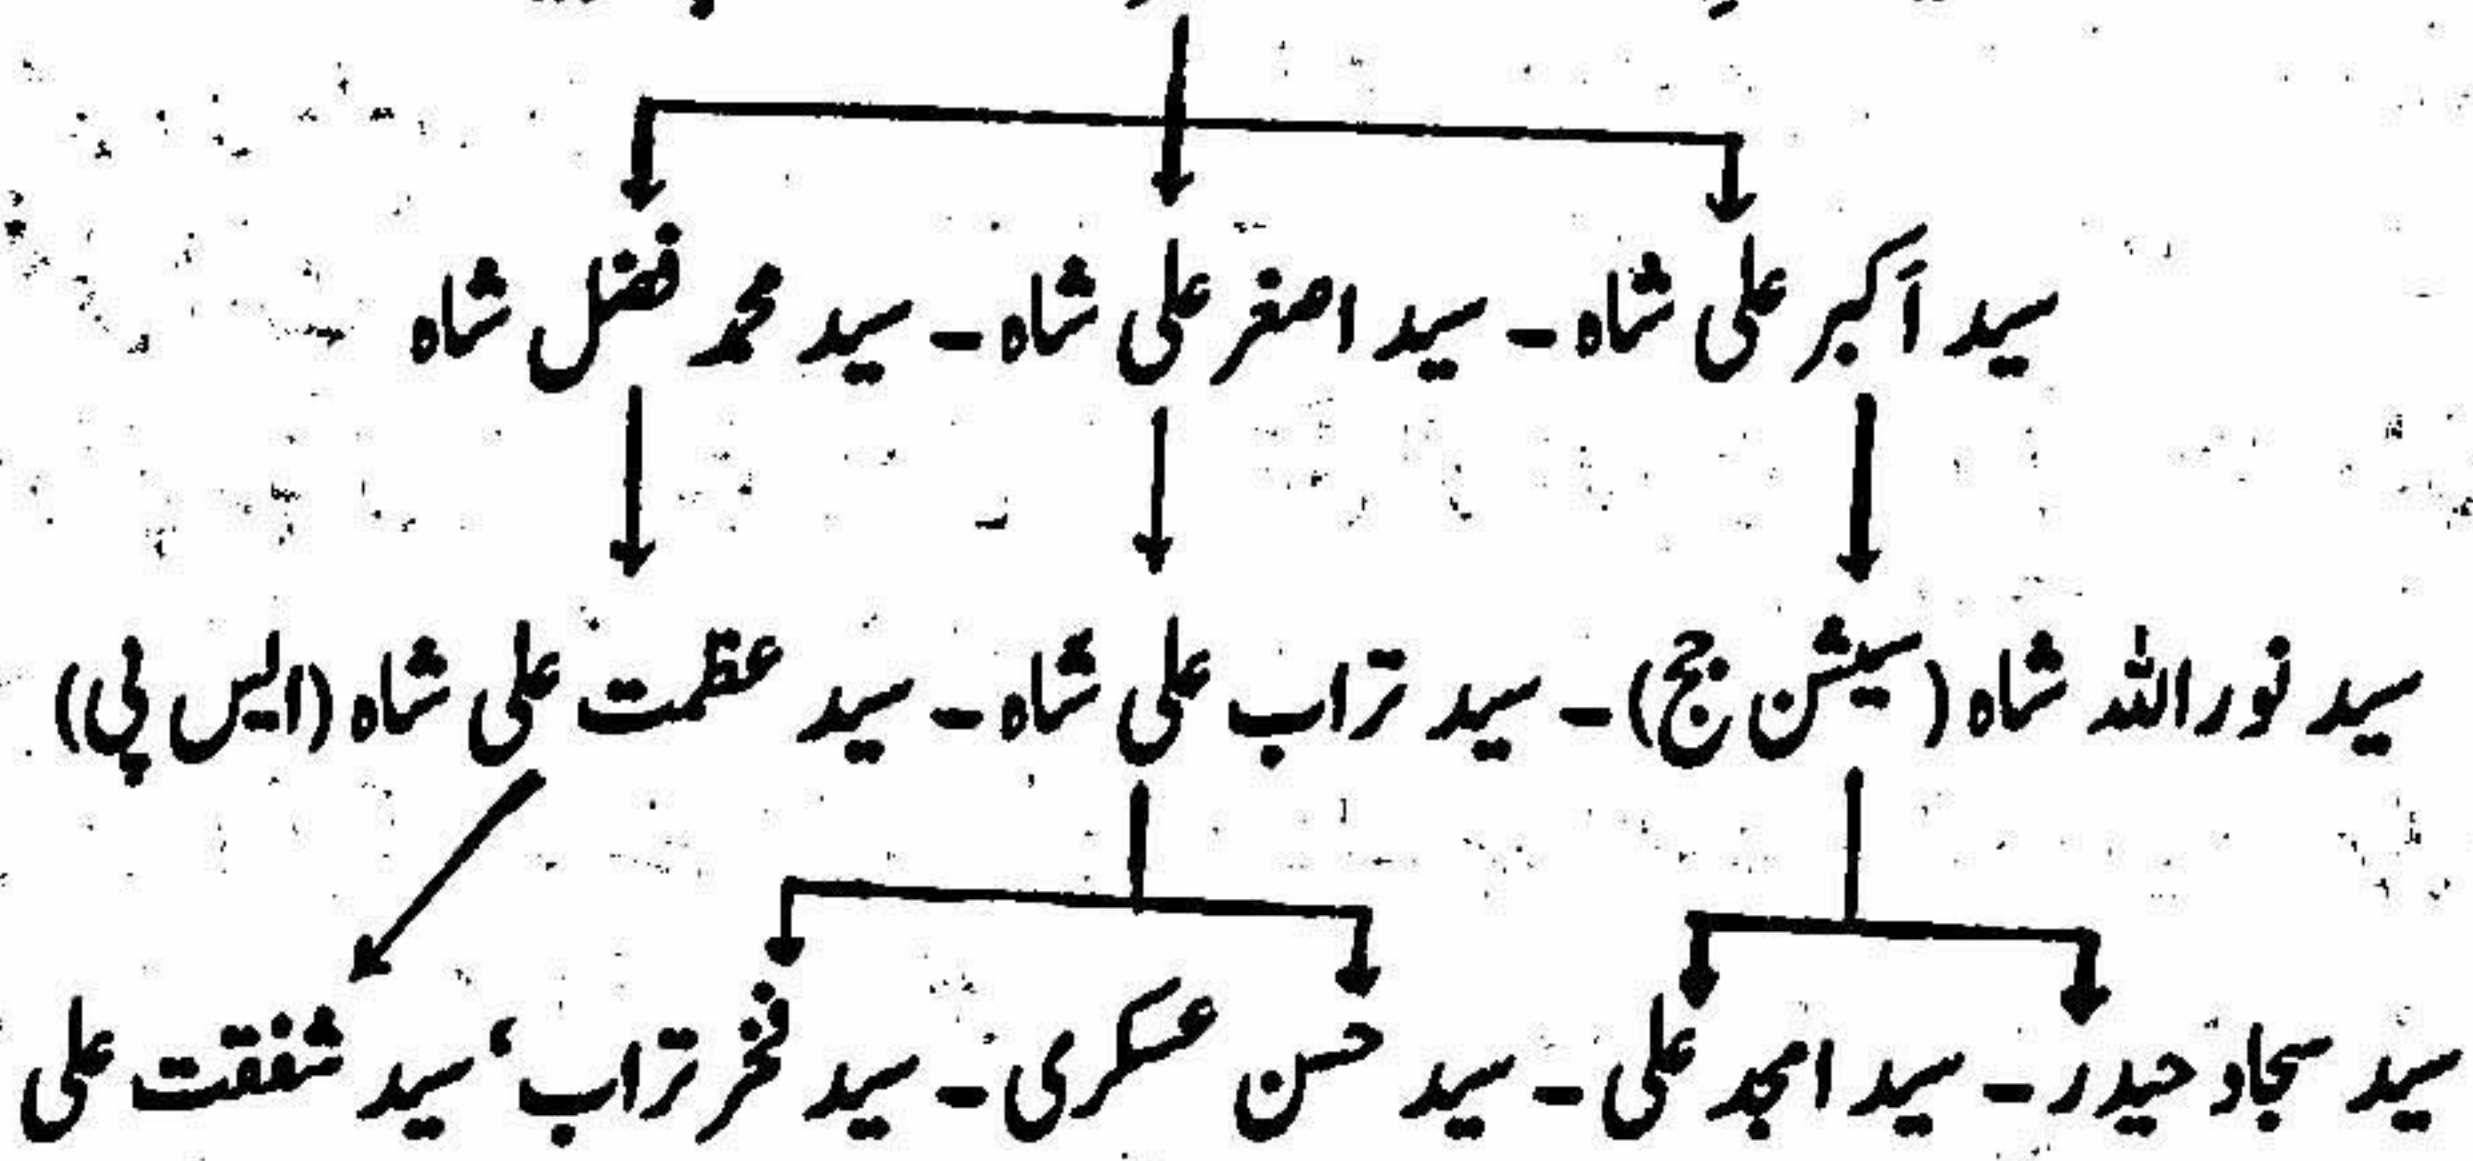 سید اکبر علی شاہ ـ سید اصغر علی شاہ ـ سید محمد فضل شاہ
سید نور اللہ شاہ (سیشن جج) ـ سید تراب علی شاہ ـ سید عظمت علی شاہ (ایس پی)
سید سجاد حیدر ـ سید امجد علی ـ سید حسن عسکری ـ سید فخر تراب، سید شفقت علی